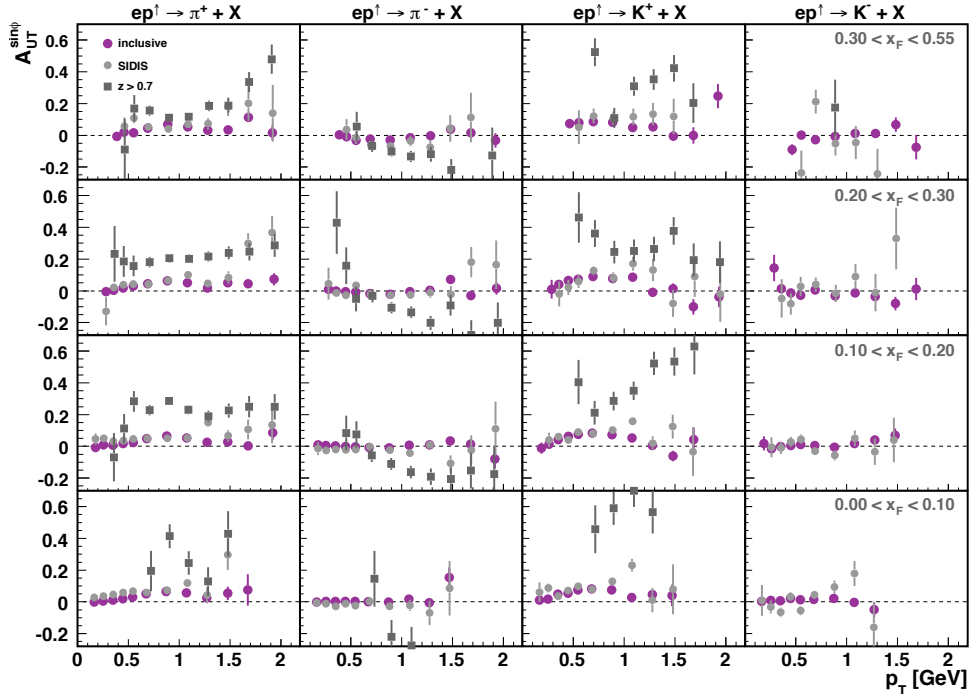 ep↑ → π+ + X ep↑ → π- + X ep↑ → K+ + X ep↑ → K- + X
A UT sinϕ
0.6 0.30 < x_F < 0.55
inclusive
SIDIS
z > 0.7
0.4
0.2
0
-0.2
0.6 0.20 < x_F < 0.30
0.4
0.2
0
-0.2
0.6 0.10 < x_F < 0.20
0.4
0.2
0
-0.2
0.6 0.00 < x_F < 0.10
0.4
0.2
0
-0.2
0 0.5 1 1.5 2 0.5 1 1.5 2 0.5 1 1.5 2 0.5 1 1.5 2
p_T [GeV]